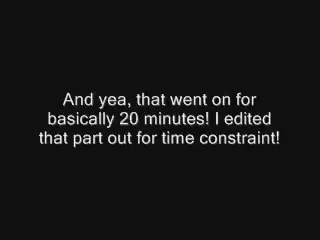 And yea, that went on for
basically 20 minutes! I edited
that part out for time constraint!